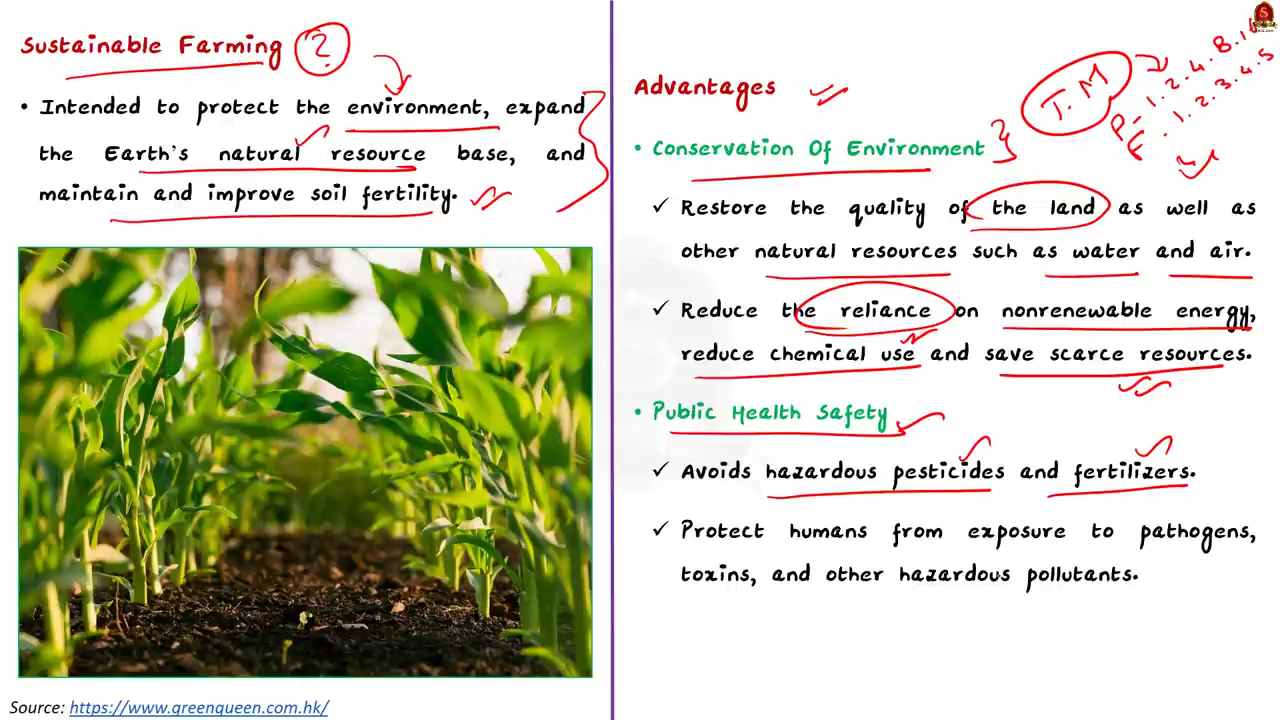 Sustainable Farming ?
• Intended to protect the environment, expand
the Earth's natural resource base, and
maintain and improve soil fertility.
Source: https://www.greenqueen.com.hk/
Advantages
• Conservation Of Environment
✓ Restore the quality of the land as well as
other natural resources such as water and air.
✓ Reduce the reliance on nonrenewable energy,
reduce chemical use and save scarce resources.
• Public Health Safety
✓ Avoids hazardous pesticides and fertilizers.
✓ Protect humans from exposure to pathogens,
toxins, and other hazardous pollutants.
T.M
P - 1.2.4.8.16
F - 1.2.3.4.5